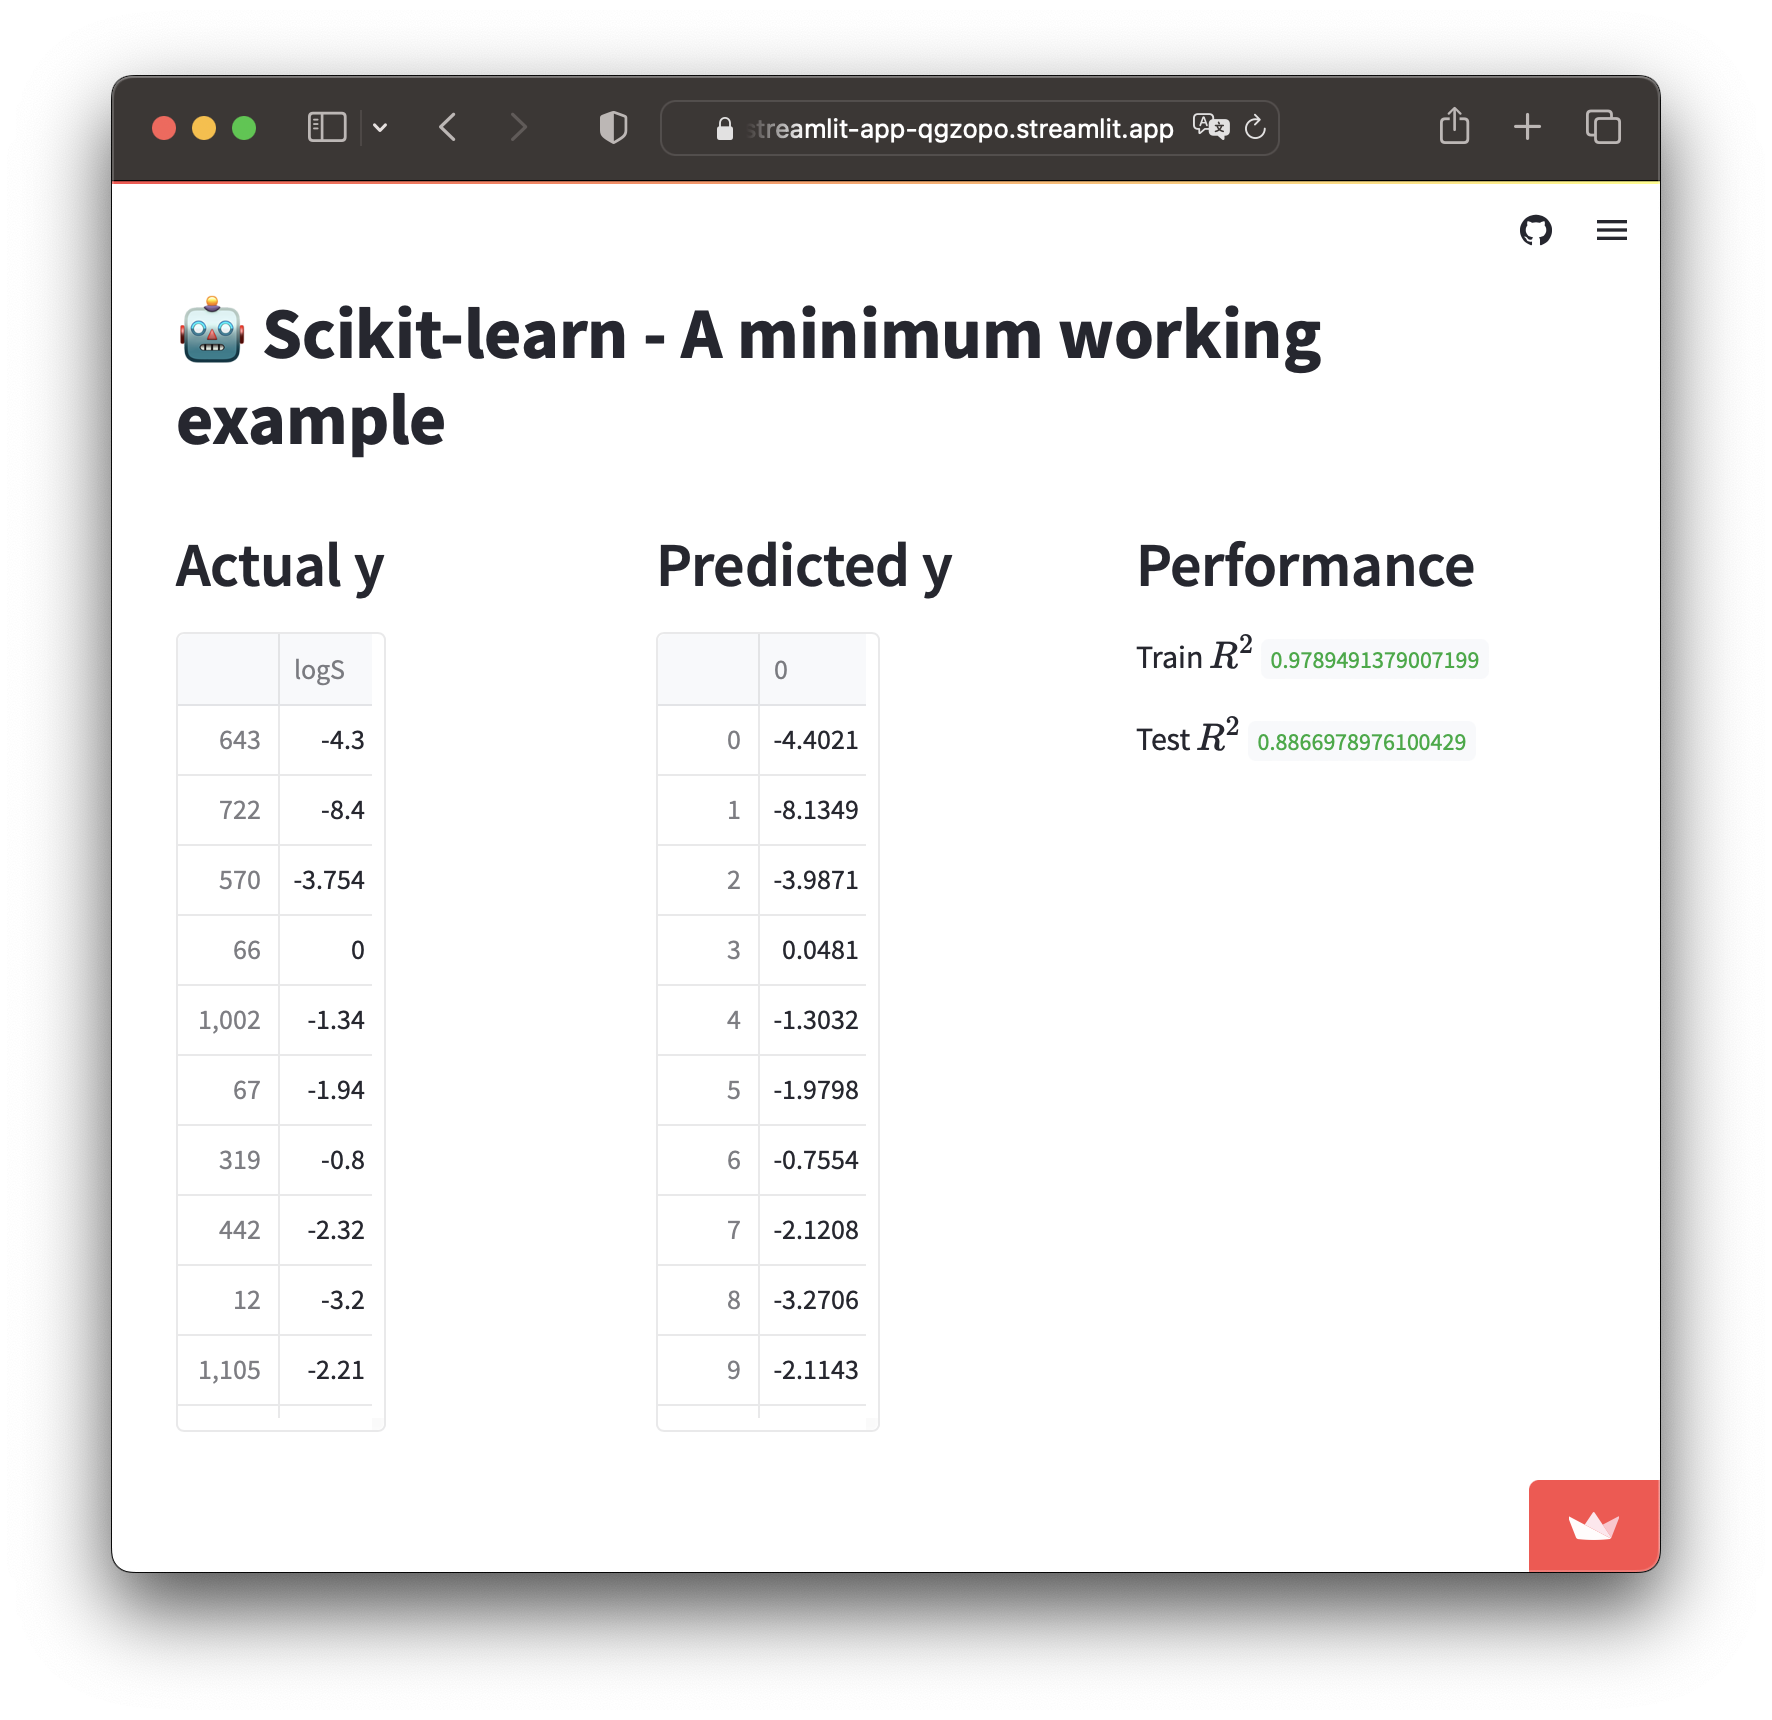 streamlit-app-qgzopo.streamlit.app
🤖 Scikit-learn - A minimum working
example
Actual y
logS
643 -4.3
722 -8.4
570 -3.754
66 0
1,002 -1.34
67 -1.94
319 -0.8
442 -2.32
12 -3.2
1,105 -2.21
Predicted y
0
0 -4.4021
1 -8.1349
2 -3.9871
3 0.0481
4 -1.3032
5 -1.9798
6 -0.7554
7 -2.1208
8 -3.2706
9 -2.1143
Performance
Train R² 0.9789491379007199
Test R² 0.8866978976100429